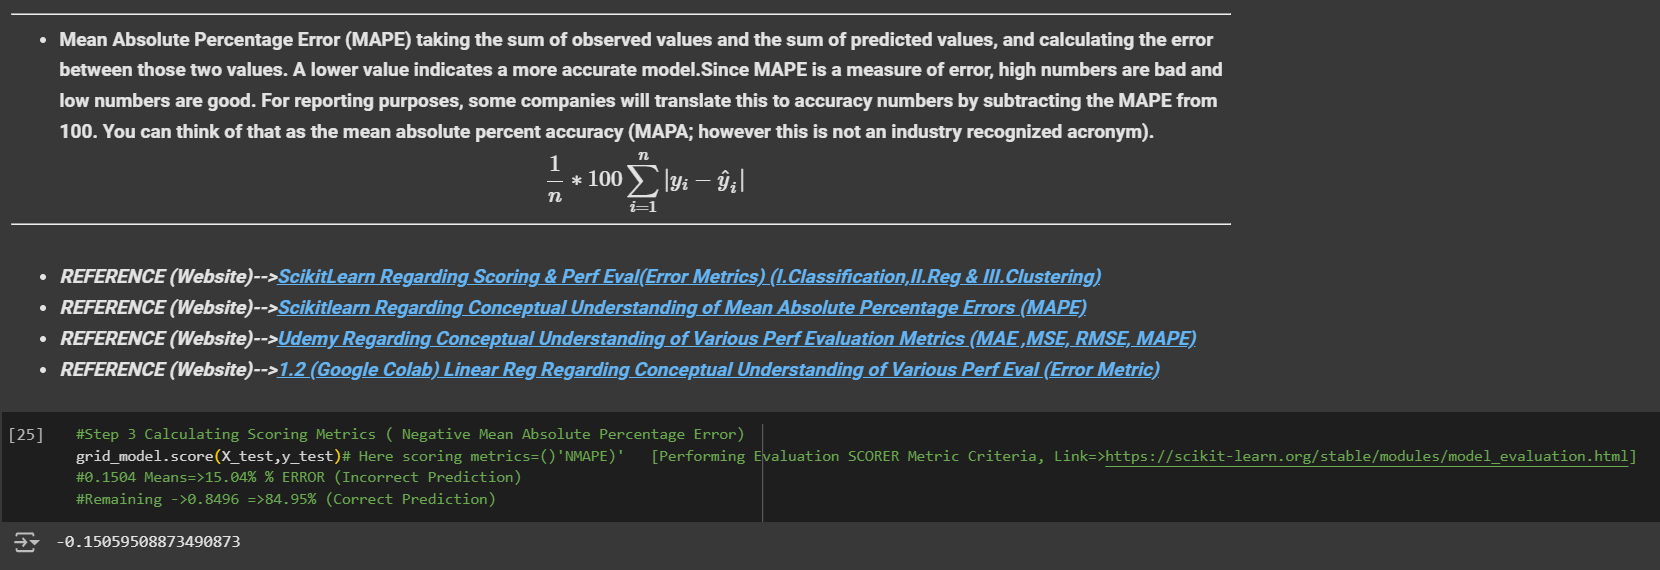 • Mean Absolute Percentage Error (MAPE) taking the sum of observed values and the sum of predicted values, and calculating the error
between those two values. A lower value indicates a more accurate model.Since MAPE is a measure of error, high numbers are bad and
low numbers are good. For reporting purposes, some companies will translate this to accuracy numbers by subtracting the MAPE from
100. You can think of that as the mean absolute percent accuracy (MAPA; however this is not an industry recognized acronym).
\frac{1}{n} * 100 \sum_{i=1}^{n} |y_i - \hat{y}_i|
• REFERENCE (Website)-->ScikitLearn Regarding Scoring & Perf Eval(Error Metrics) (I.Classification,II.Reg & III.Clustering)
• REFERENCE (Website)-->Scikitlearn Regarding Conceptual Understanding of Mean Absolute Percentage Errors (MAPE)
• REFERENCE (Website)-->Udemy Regarding Conceptual Understanding of Various Perf Evaluation Metrics (MAE ,MSE, RMSE, MAPE)
• REFERENCE (Website)-->1.2 (Google Colab) Linear Reg Regarding Conceptual Understanding of Various Perf Eval (Error Metric)
[25] #Step 3 Calculating Scoring Metrics ( Negative Mean Absolute Percentage Error)
grid_model.score(X_test,y_test)# Here scoring metrics=()'NMAPE)'   [Performing Evaluation SCORER Metric Criteria, Link=>https://scikit-learn.org/stable/modules/model_evaluation.html]
#0.1504 Means=>15.04% % ERROR (Incorrect Prediction)
#Remaining ->0.8496 =>84.95% (Correct Prediction)
-0.15059508873490873